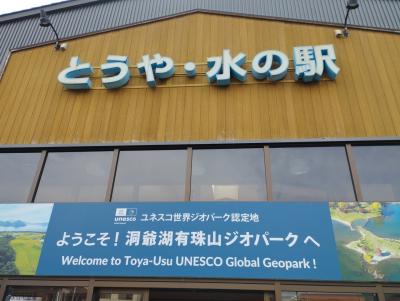 とうや・水の駅
unesco
ユネスコ世界ジオパーク認定地
ようこそ！洞爺湖有珠山ジオパークへ
Welcome to Toya-Usu UNESCO Global Geopark!